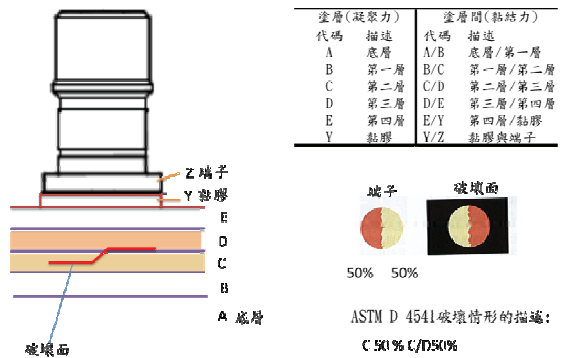 Z 端子
Y 黏膠
E
D
C
B
A 底層
破壞面
塗層(凝聚力) 塗層間(黏結力)
代碼 描述 代碼 描述
A 底層 A/B 底層/第一層
B 第一層 B/C 第一層/第二層
C 第二層 C/D 第二層/第三層
D 第三層 D/E 第三層/第四層
E 第四層 E/Y 第四層/黏膠
Y 黏膠 Y/Z 黏膠與端子
端子 破壞面
50% 50%
ASTM D 4541破壞情形的描述:
C 50% C/D50%